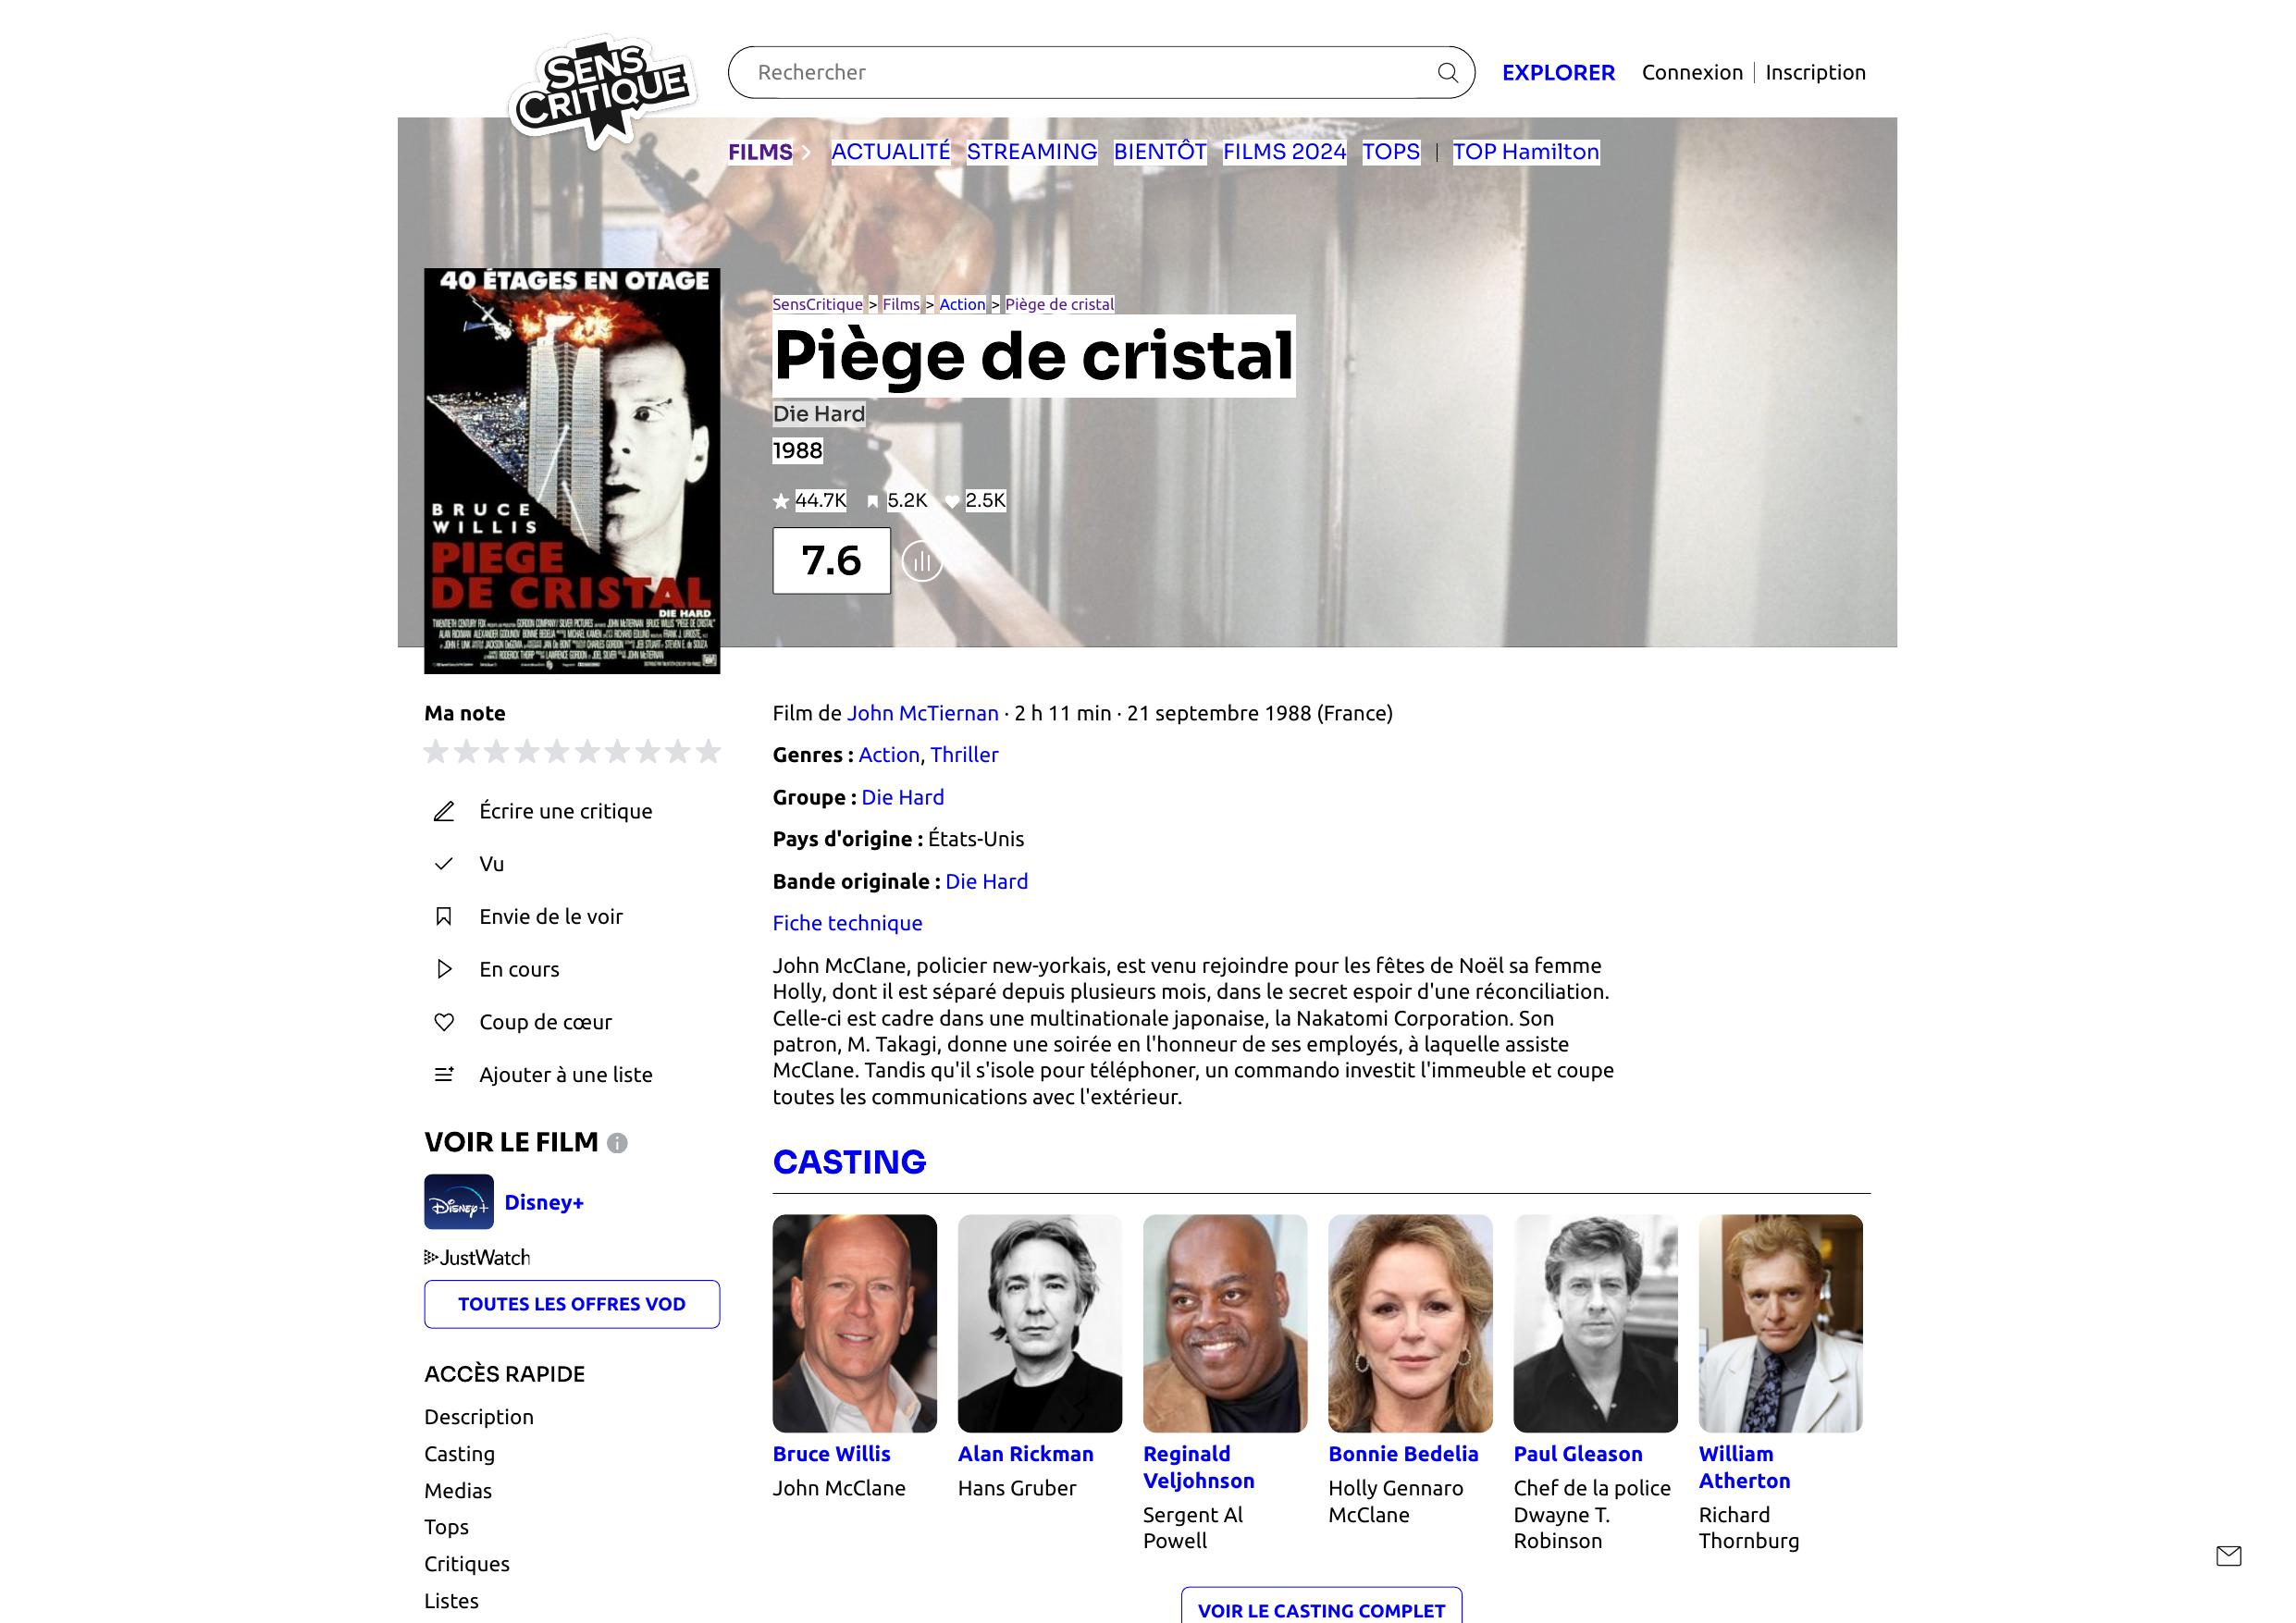 SENS
CRITIQUE
Rechercher
EXPLORER
Connexion | Inscription
FILMS
ACTUALITÉ
STREAMING
BIENTÔT
FILMS 2024
TOPS
|
TOP Hamilton
40 ÉTAGES EN OTAGE
BRUCE
WILLIS
PIEGE
DE CRISTAL
DIE HARD
SensCritique > Films > Action > Piège de cristal
Piège de cristal
Die Hard
1988
44.7K
5.2K
2.5K
7.6
Ma note
Écrire une critique
Vu
Envie de le voir
En cours
Coup de cœur
Ajouter à une liste
VOIR LE FILM
Disney+
Disney+
JustWatch
TOUTES LES OFFRES VOD
ACCÈS RAPIDE
Description
Casting
Medias
Tops
Critiques
Listes
Film de John McTiernan · 2 h 11 min · 21 septembre 1988 (France)
Genres : Action, Thriller
Groupe : Die Hard
Pays d'origine : États-Unis
Bande originale : Die Hard
Fiche technique
John McClane, policier new-yorkais, est venu rejoindre pour les fêtes de Noël sa femme
Holly, dont il est séparé depuis plusieurs mois, dans le secret espoir d'une réconciliation.
Celle-ci est cadre dans une multinationale japonaise, la Nakatomi Corporation. Son
patron, M. Takagi, donne une soirée en l'honneur de ses employés, à laquelle assiste
McClane. Tandis qu'il s'isole pour téléphoner, un commando investit l'immeuble et coupe
toutes les communications avec l'extérieur.
CASTING
Bruce Willis
John McClane
Alan Rickman
Hans Gruber
Reginald
Veljohnson
Sergent Al
Powell
Bonnie Bedelia
Holly Gennaro
McClane
Paul Gleason
Chef de la police
Dwayne T.
Robinson
William
Atherton
Richard
Thornburg
VOIR LE CASTING COMPLET